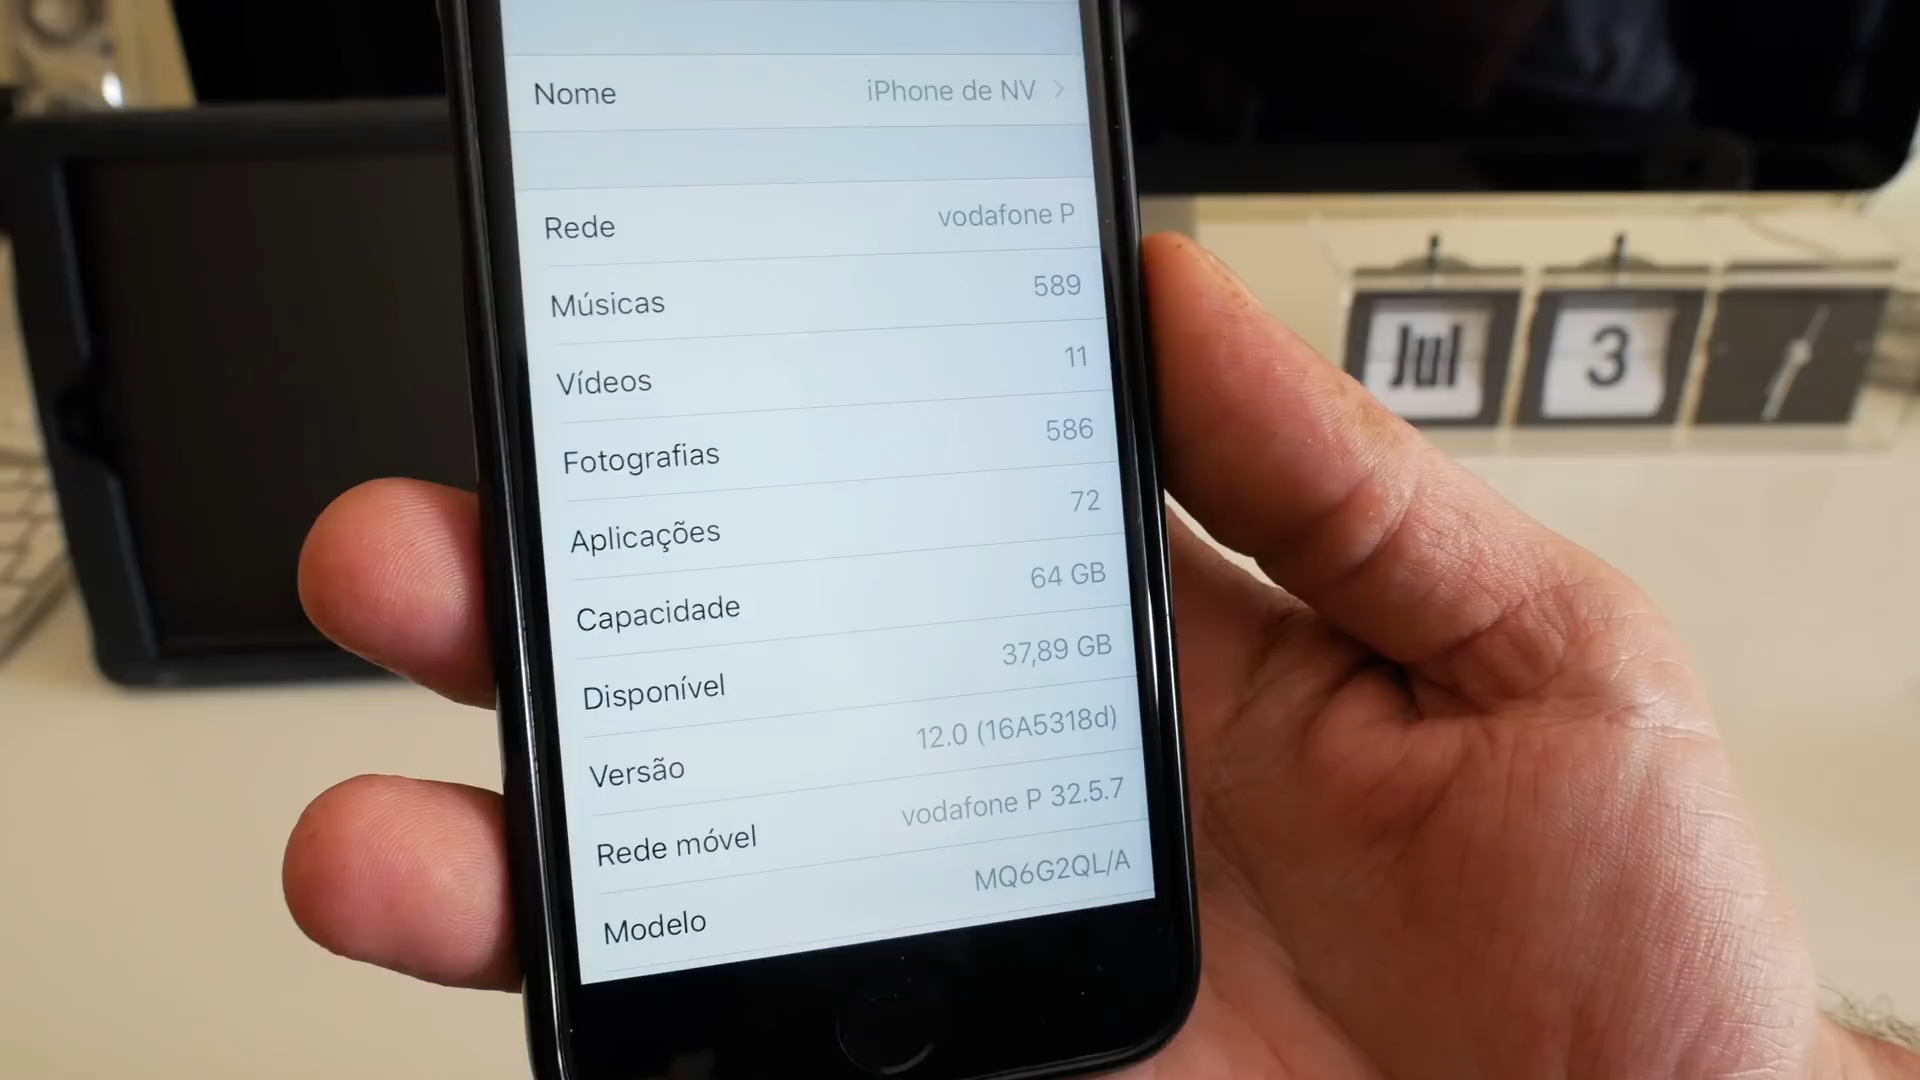 Nome iPhone de NV
Rede vodafone P
Músicas 589
Vídeos 11
Fotografias 586
Aplicações 72
Capacidade 64 GB
Disponível 37,89 GB
Versão 12.0 (16A5318d)
Rede móvel vodafone P 32.5.7
Modelo MQ6G2QL/A
Jul 3